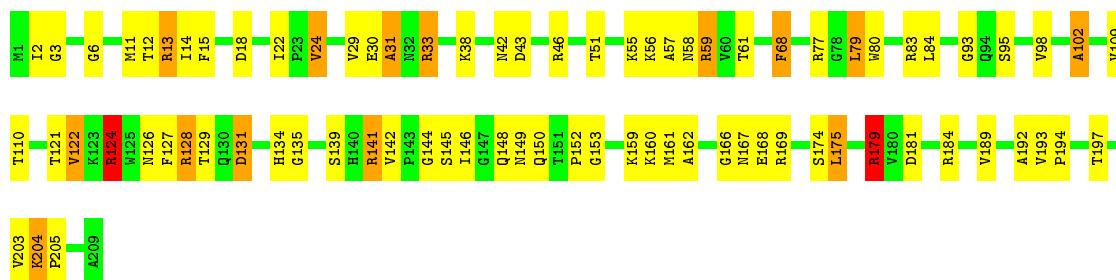 M1 I2 G3 G6 M11 T12 R13 I14 F15 D18 I22 P23 V24 V29 E30 A31 N32 R33 K38 N42 D43 R46 T51 K55 K56 A57 N58 R59 V60 T61 F68 R77 G78 L79 W80 R83 L84 G93 Q94 S95 V98 A102
T110 T121 V122 K123 R124 W125 N126 F127 R128 T129 Q130 D131 H134 G135 S139 H140 R141 V142 P143 G144 S145 I146 G147 Q148 N149 Q150 T151 P152 G153 K159 K160 M161 A162 G166 N167 E168 R169 S174 L175 R179 V180 D181 R184 V189 A192 V193 P194 T197
V203 K204 P205 A209